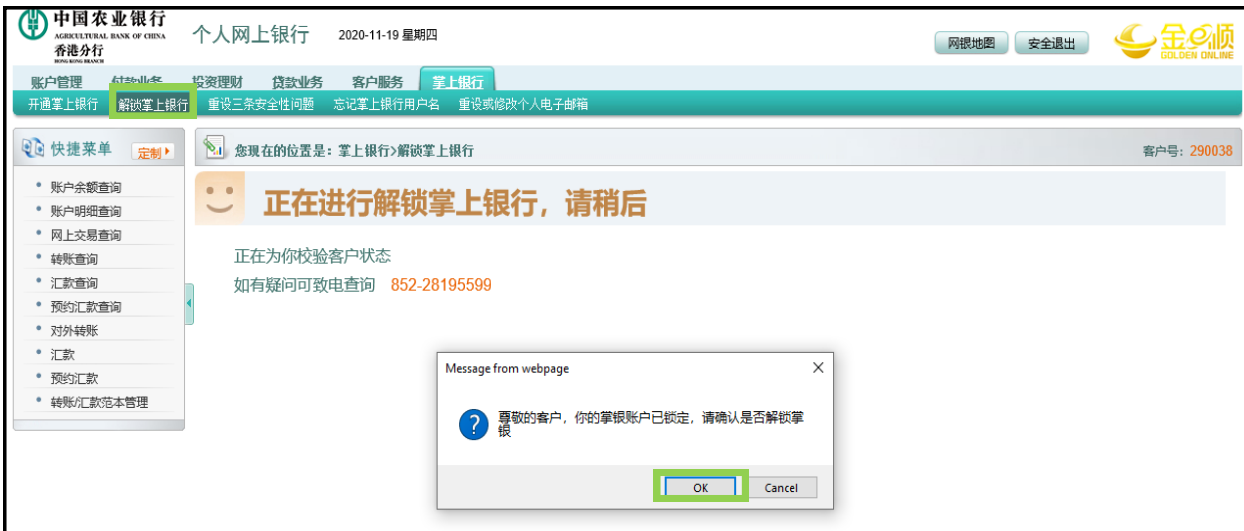 中国农业银行
AGRICULTURAL BANK OF CHINA
香港分行
HONG KONG BRANCH
个人网上银行 2020-11-19 星期四
网银地图 安全退出
金e顺
GOLDEN ONLINE
账户管理 付款业务 投资理财 贷款业务 客户服务 掌上银行
开通掌上银行 解锁掌上银行 重设三条安全性问题 忘记掌上银行用户名 重设或修改个人电子邮箱
快捷菜单 定制
您现在的位置是：掌上银行>解锁掌上银行 客户号：290038
账户余额查询
账户明细查询
网上交易查询
转账查询
汇款查询
预约汇款查询
对外转账
汇款
预约汇款
转账/汇款范本管理
正在进行解锁掌上银行，请稍后
正在为你校验客户状态
如有疑问可致电查询 852-28195599
Message from webpage
尊敬的客户，你的掌银账户已锁定，请确认是否解锁掌
银
OK Cancel